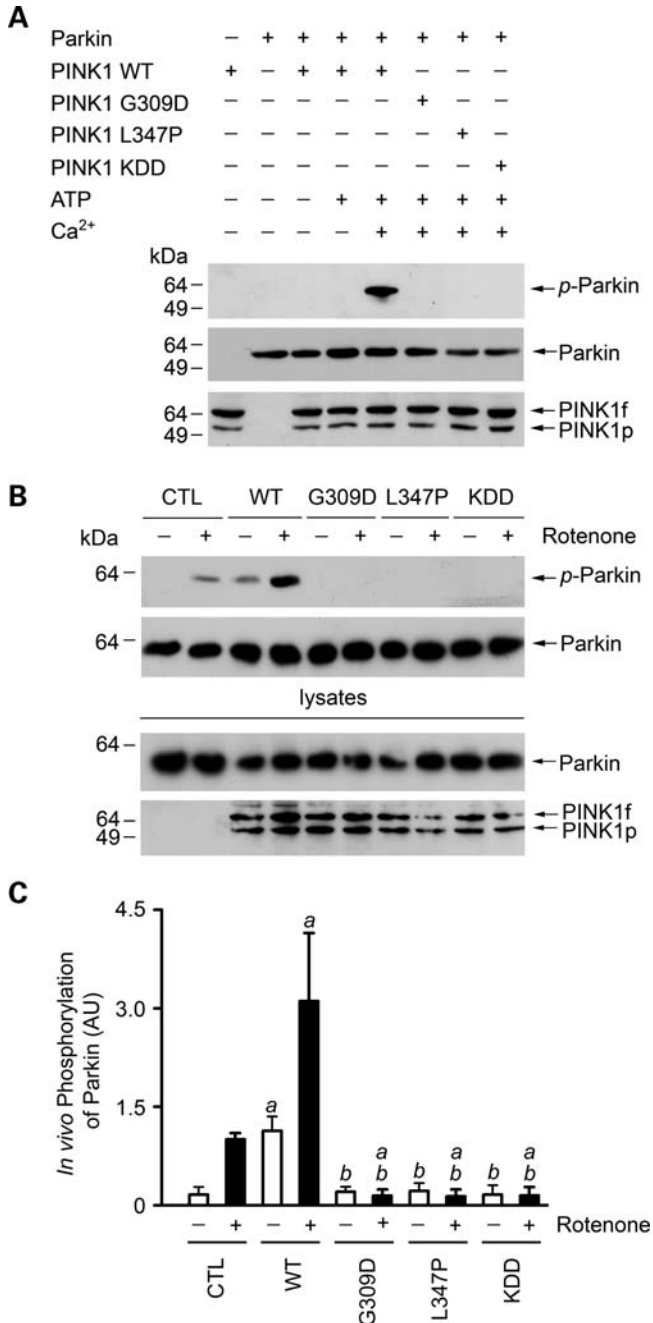 A
Parkin – + + + + + + +
PINK1 WT + – + + + – – –
PINK1 G309D – – – – – + – –
PINK1 L347P – – – – – – + –
PINK1 KDD – – – – – – – +
ATP – – – + + + + +
Ca²⁺ – – – – + + + +
kDa
64 –
p-Parkin
49 –
64 –
Parkin
49 –
64 –
PINK1f
49 –
PINK1p
B
CTL WT G309D L347P KDD
kDa – + – + – + – + – + Rotenone
64 –
p-Parkin
64 –
Parkin
lysates
64 –
Parkin
64 –
PINK1f
49 –
PINK1p
C
In vivo Phosphorylation
of Parkin (AU)
4.5
3.0
1.5
0
a
a
b
a
b
b
a
b
b
a
b
– + – + – + – + – + Rotenone
CTL WT G309D L347P KDD